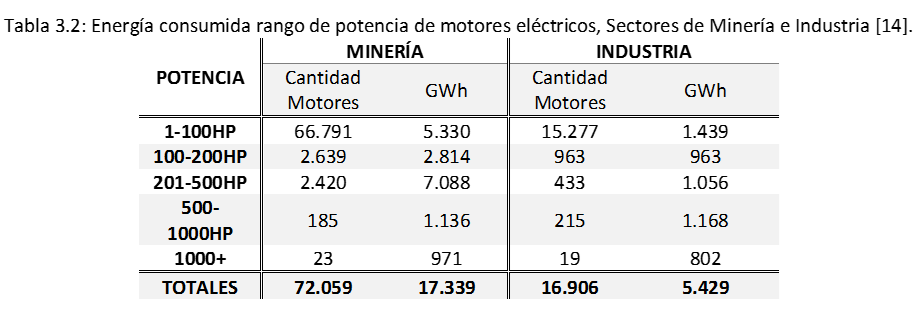 Tabla 3.2: Energía consumida rango de potencia de motores eléctricos, Sectores de Minería e Industria [14].
MINERÍA INDUSTRIA
POTENCIA Cantidad Motores GWh Cantidad Motores GWh
1-100HP 66.791 5.330 15.277 1.439
100-200HP 2.639 2.814 963 963
201-500HP 2.420 7.088 433 1.056
500-1000HP 185 1.136 215 1.168
1000+ 23 971 19 802
TOTALES 72.059 17.339 16.906 5.429